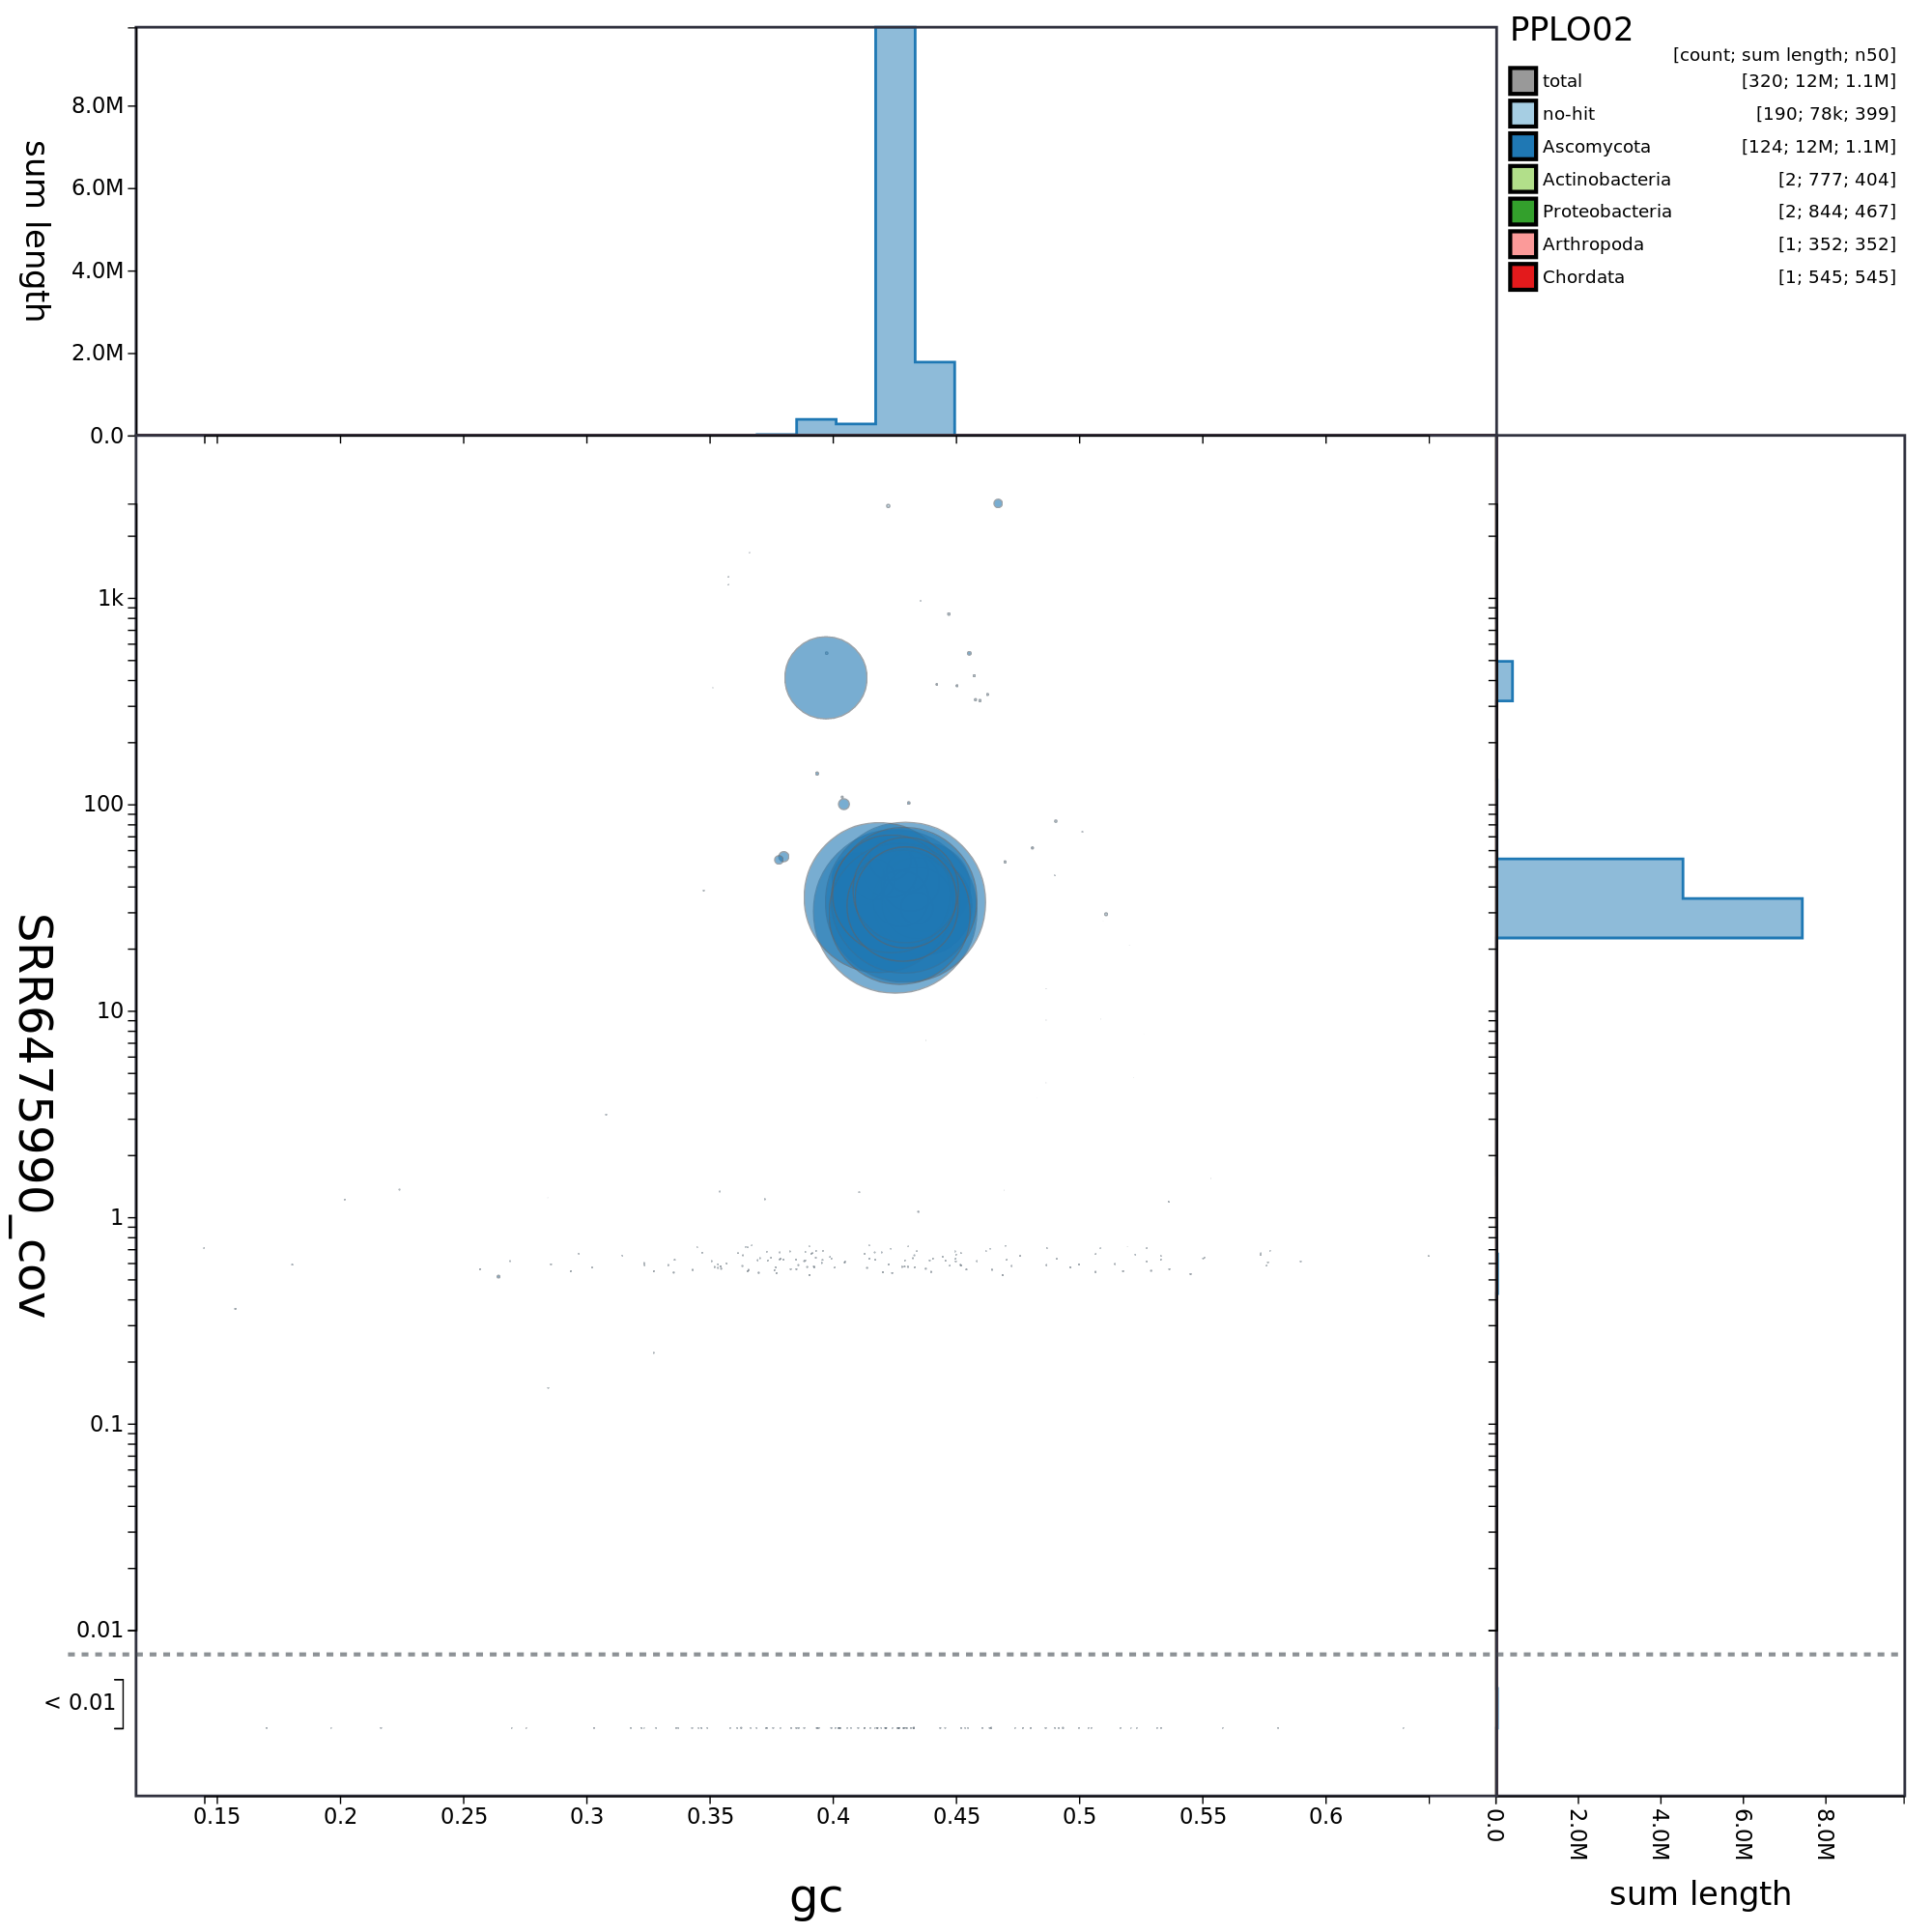 PPLO02
[count; sum length; n50]
total [320; 12M; 1.1M]
no-hit [190; 78k; 399]
Ascomycota [124; 12M; 1.1M]
Actinobacteria [2; 777; 404]
Proteobacteria [2; 844; 467]
Arthropoda [1; 352; 352]
Chordata [1; 545; 545]
sum length
8.0M
6.0M
4.0M
2.0M
0.0
SRR6475990_cov
1k
100
10
1
0.1
0.01
< 0.01
0.15 0.2 0.25 0.3 0.35 0.4 0.45 0.5 0.55 0.6
gc
0.0 2.0M 4.0M 6.0M 8.0M
sum length